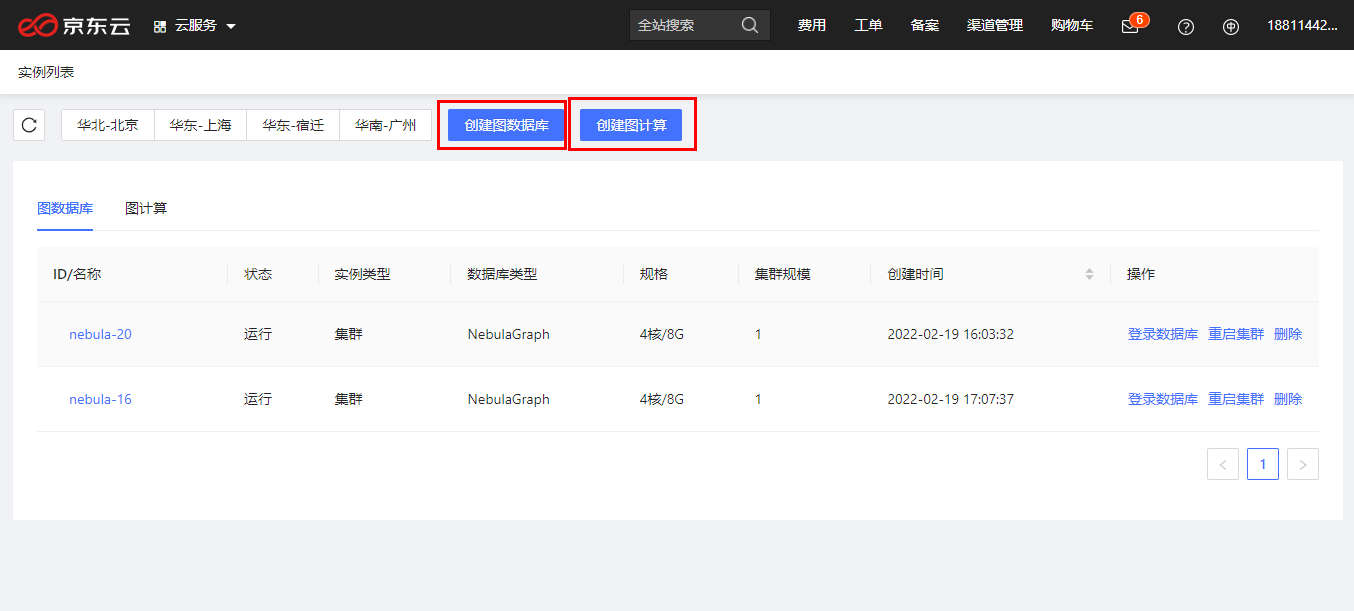 京东云 云服务 全站搜索 费用 工单 备案 渠道管理 购物车 6 18811442...
实例列表
华北-北京 华东-上海 华东-宿迁 华南-广州 创建图数据库 创建图计算
图数据库 图计算
ID/名称 状态 实例类型 数据库类型 规格 集群规模 创建时间 操作
nebula-20 运行 集群 NebulaGraph 4核/8G 1 2022-02-19 16:03:32 登录数据库 重启集群 删除
nebula-16 运行 集群 NebulaGraph 4核/8G 1 2022-02-19 17:07:37 登录数据库 重启集群 删除
< 1 >